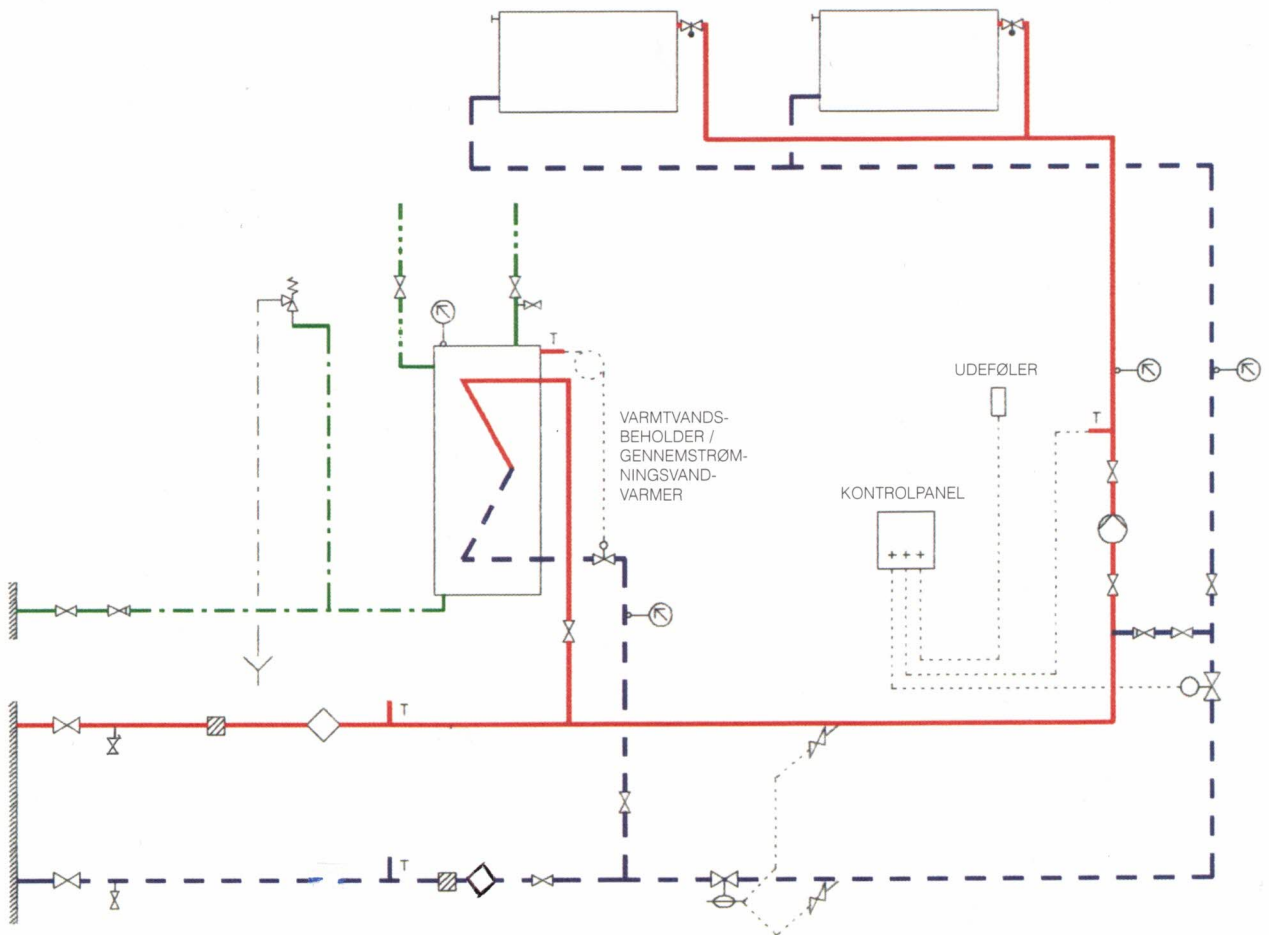 T
VARMTVANDS-
BEHOLDER /
GENNEMSTRØM-
NINGSVAND-
VARMER
UDEFØLER
T
KONTROLPANEL
+++
T
T